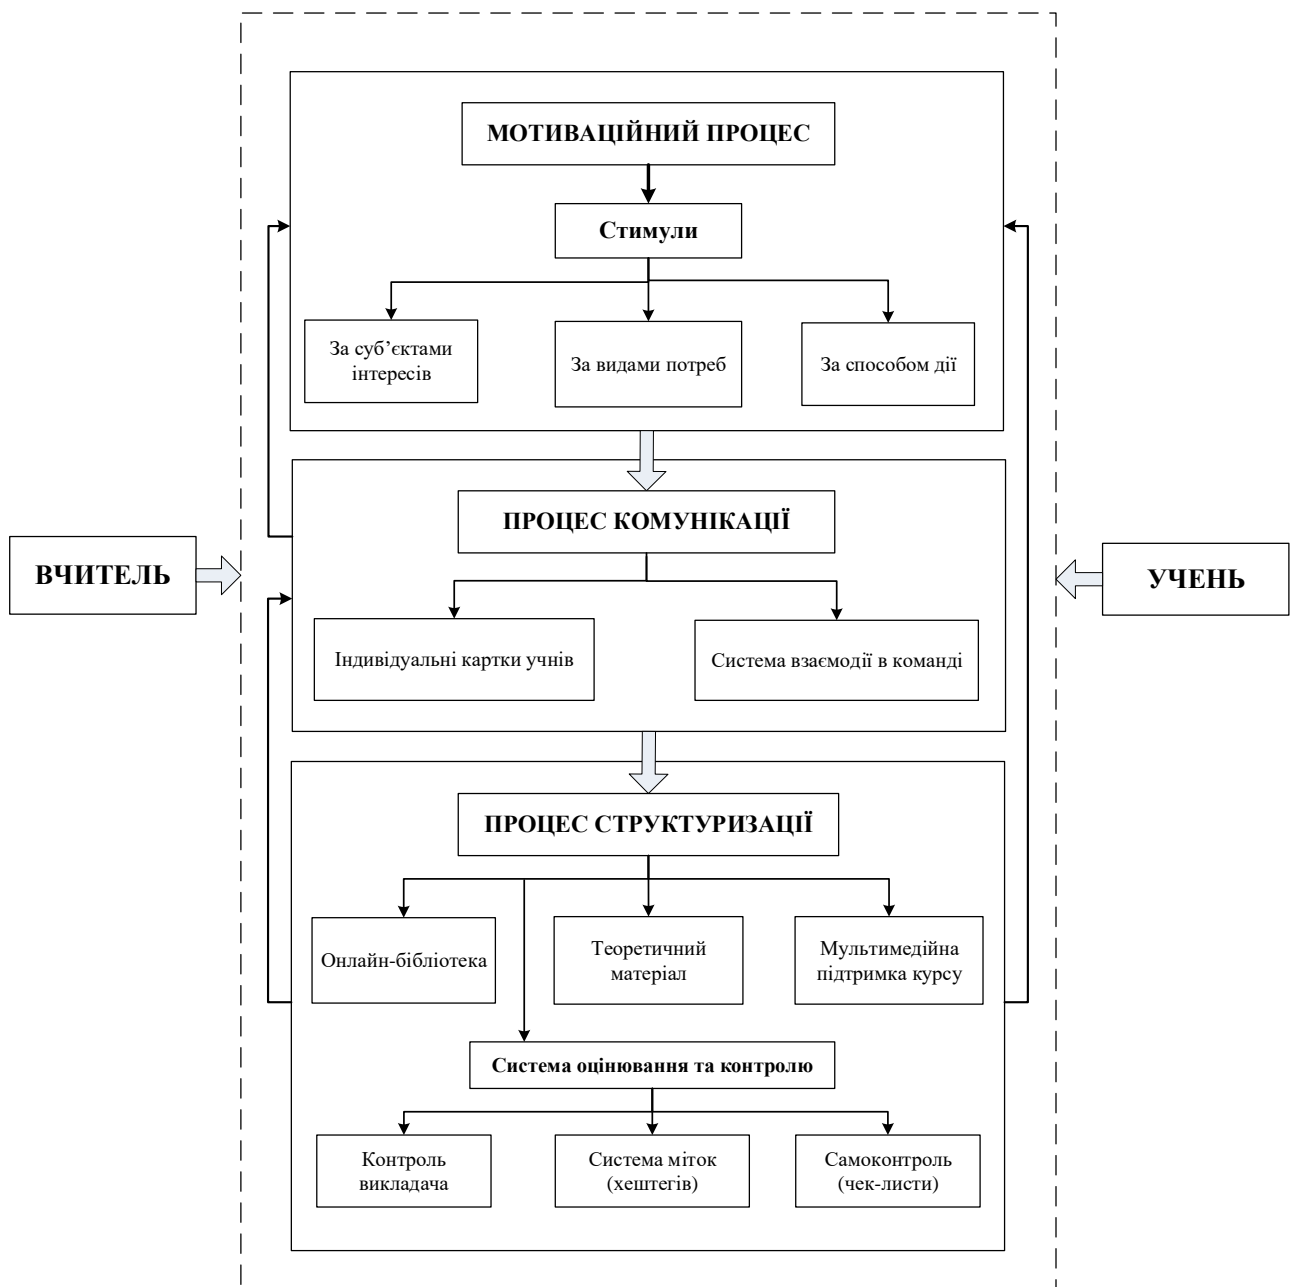 МОТИВАЦІЙНИЙ ПРОЦЕС
Стимули
За суб’єктами
інтересів
За видами потреб
За способом дії
ПРОЦЕС КОМУНІКАЦІЇ
ВЧИТЕЛЬ
УЧЕНЬ
Індивідуальні картки учнів
Система взаємодії в команді
ПРОЦЕС СТРУКТУРИЗАЦІЇ
Онлайн-бібліотека
Теоретичний
матеріал
Мультимедійна
підтримка курсу
Система оцінювання та контролю
Контроль
викладача
Система міток
(хештегів)
Самоконтроль
(чек-листи)